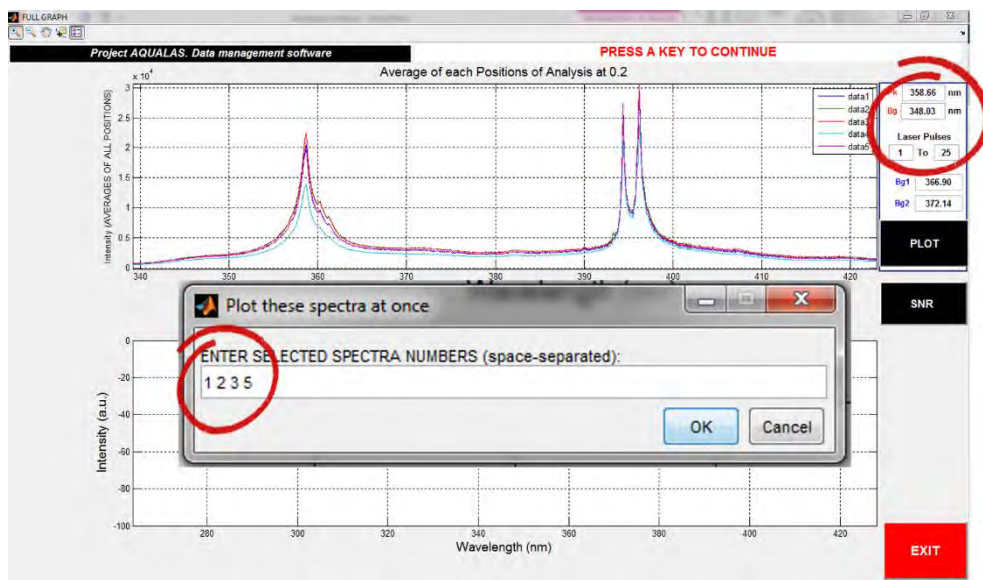 FULL GRAPH
Project AQUALAS. Data management software
PRESS A KEY TO CONTINUE
Average of each Positions of Analysis at 0.2
x 10^4
Intensity (AVERAGES OF ALL POSITIONS)
3
2.5
2
1.5
1
0.5
0
340 350 360 370 380 390 400 410 420
data1
data2
data3
data4
data5
358.66 nm
Bg 348.03 nm
Laser Pulses
1 To 25
Bg1 366.90
Bg2 372.14
PLOT
SNR
Plot these spectra at once
ENTER SELECTED SPECTRA NUMBERS (space-separated):
1 2 3 5
OK Cancel
Intensity (a.u.)
0
-20
-40
-60
-80
-100
280 300 320 340 360 380 400 420
Wavelength (nm)
EXIT